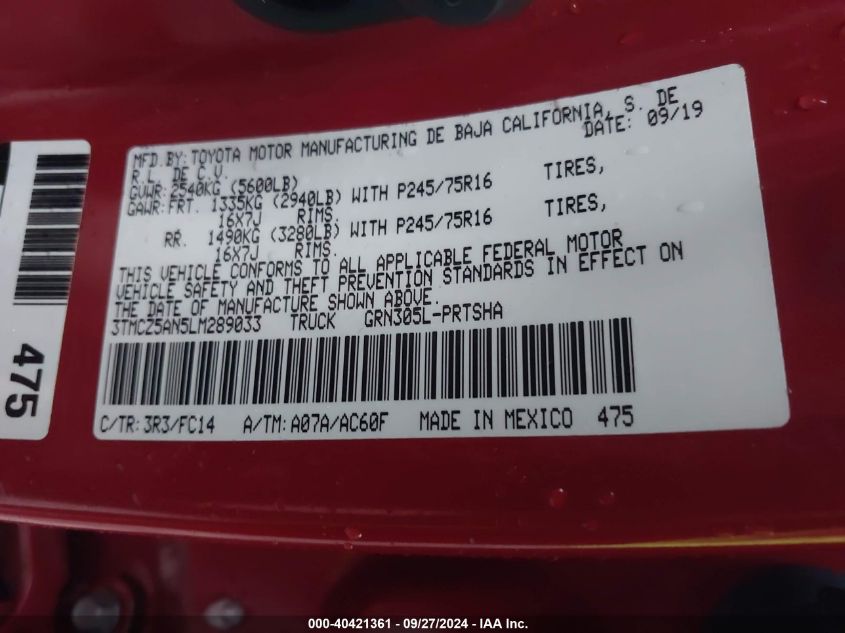 MFD.BY:TOYOTA MOTOR MANUFACTURING DE BAJA CALIFORNIA, S. DE
R.L. DE C.V. DATE: 09/19
GVWR: 2540KG (5600LB)
GAWR:FRT. 1335KG (2940LB) WITH P245/75R16 TIRES,
16X7J RIMS.
RR. 1490KG (3280LB) WITH P245/75R16 TIRES,
16X7J RIMS.
THIS VEHICLE CONFORMS TO ALL APPLICABLE FEDERAL MOTOR
VEHICLE SAFETY AND THEFT PREVENTION STANDARDS IN EFFECT ON
THE DATE OF MANUFACTURE SHOWN ABOVE.
3TMCZ5AN5LM289033 TRUCK GRN305L-PRTSHA
C/TR: 3R3/FC14 A/TM: A07A/AC60F MADE IN MEXICO 475
475
000-40421361 - 09/27/2024 - IAA Inc.